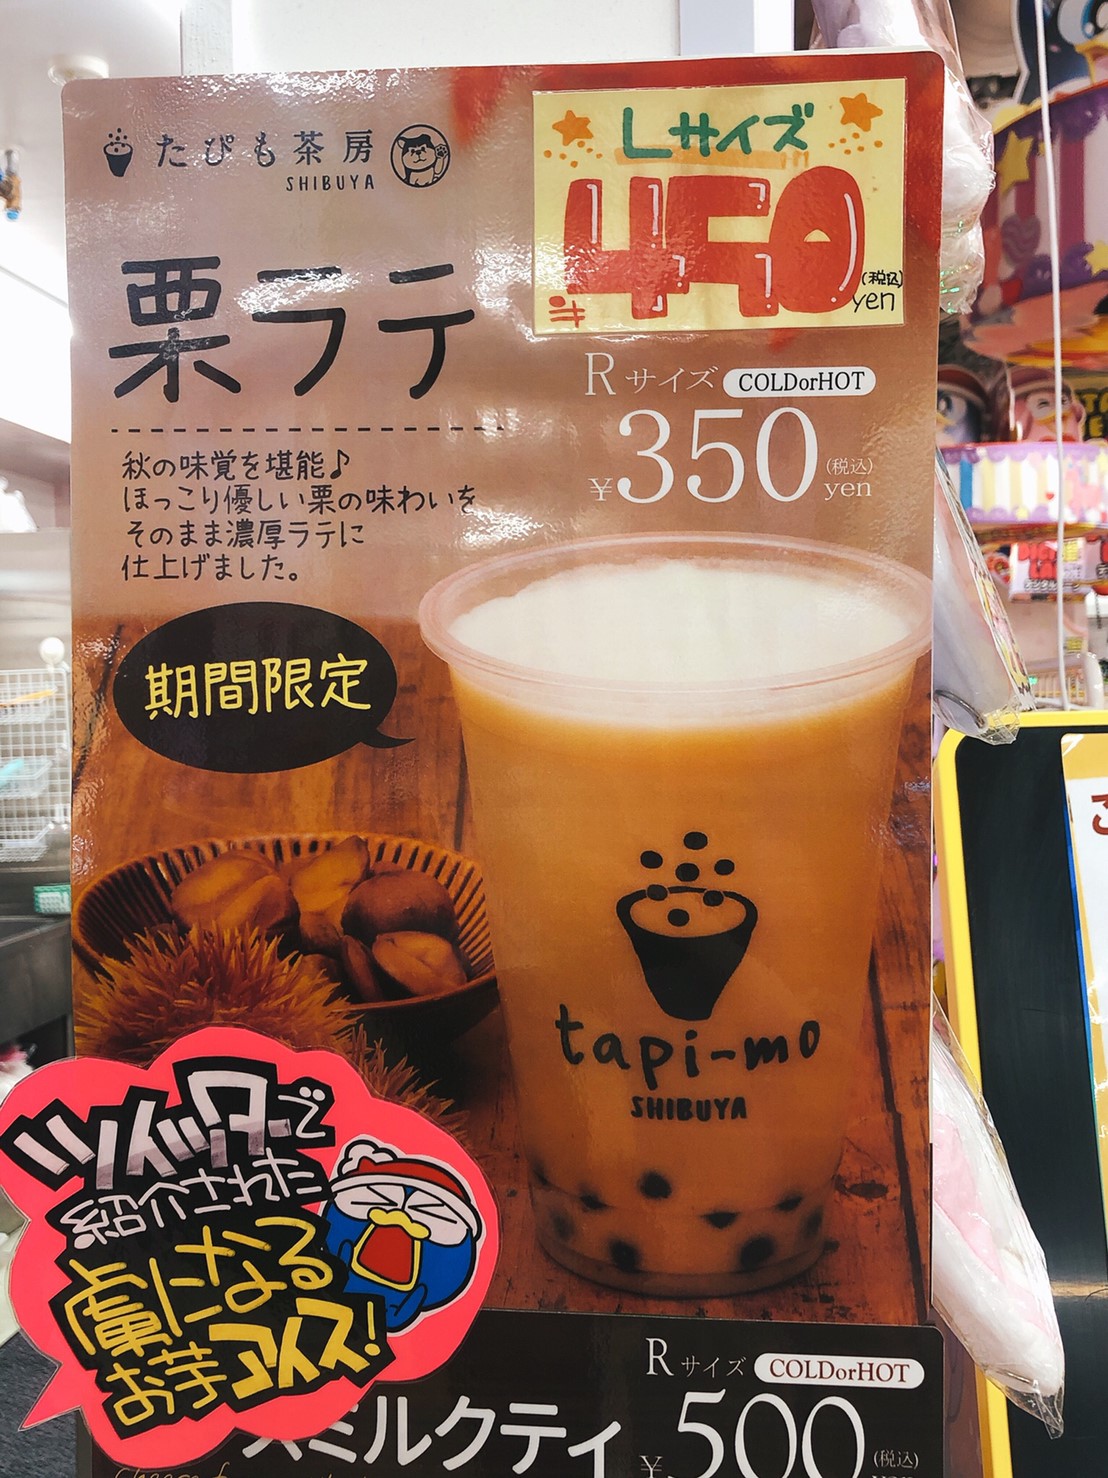 たぴも茶房
SHIBUYA
Lサイズ
450
(税込)
yen
栗ラテ
Rサイズ COLDorHOT
¥350
(税込)
yen
秋の味覚を堪能♪
ほっこり優しい栗の味わいを
そのまま濃厚ラテに
仕上げました。
期間限定
tapi-mo
SHIBUYA
ツイッターで
紹介された
虜になる
お芋アイス!
Rサイズ COLDorHOT
ミルクティ ¥500
(税込)